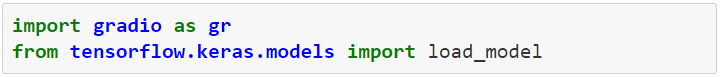 import gradio as gr
from tensorflow.keras.models import load_model